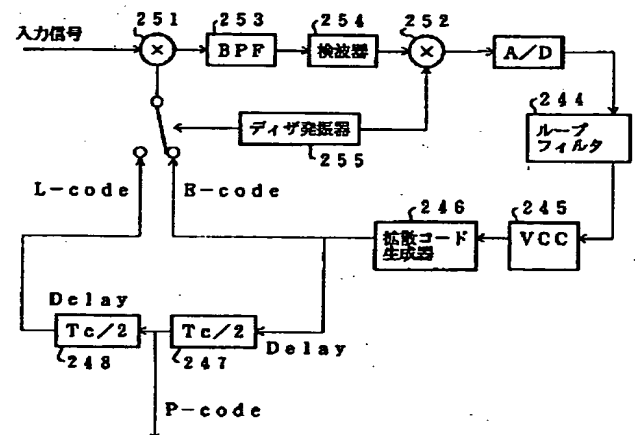 251
253
254
252
入力信号
×
BPF
検波器
×
A/D
244
ディザ発振器
255
ループ
フィルタ
L-code
E-code
246
245
拡散コード
生成器
VCC
Delay
Tc/2
Tc/2
Delay
248
247
P-code